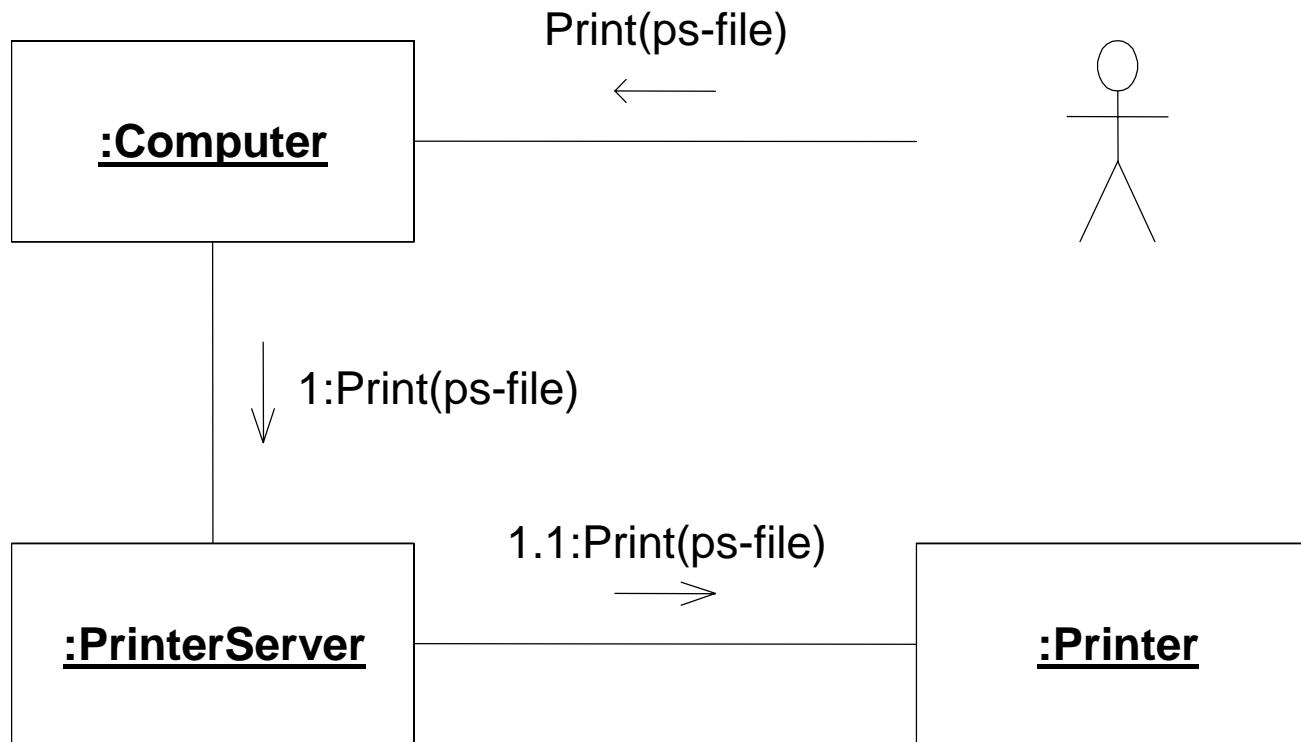 Print(ps-file)
:Computer
1:Print(ps-file)
1.1:Print(ps-file)
:PrinterServer
:Printer